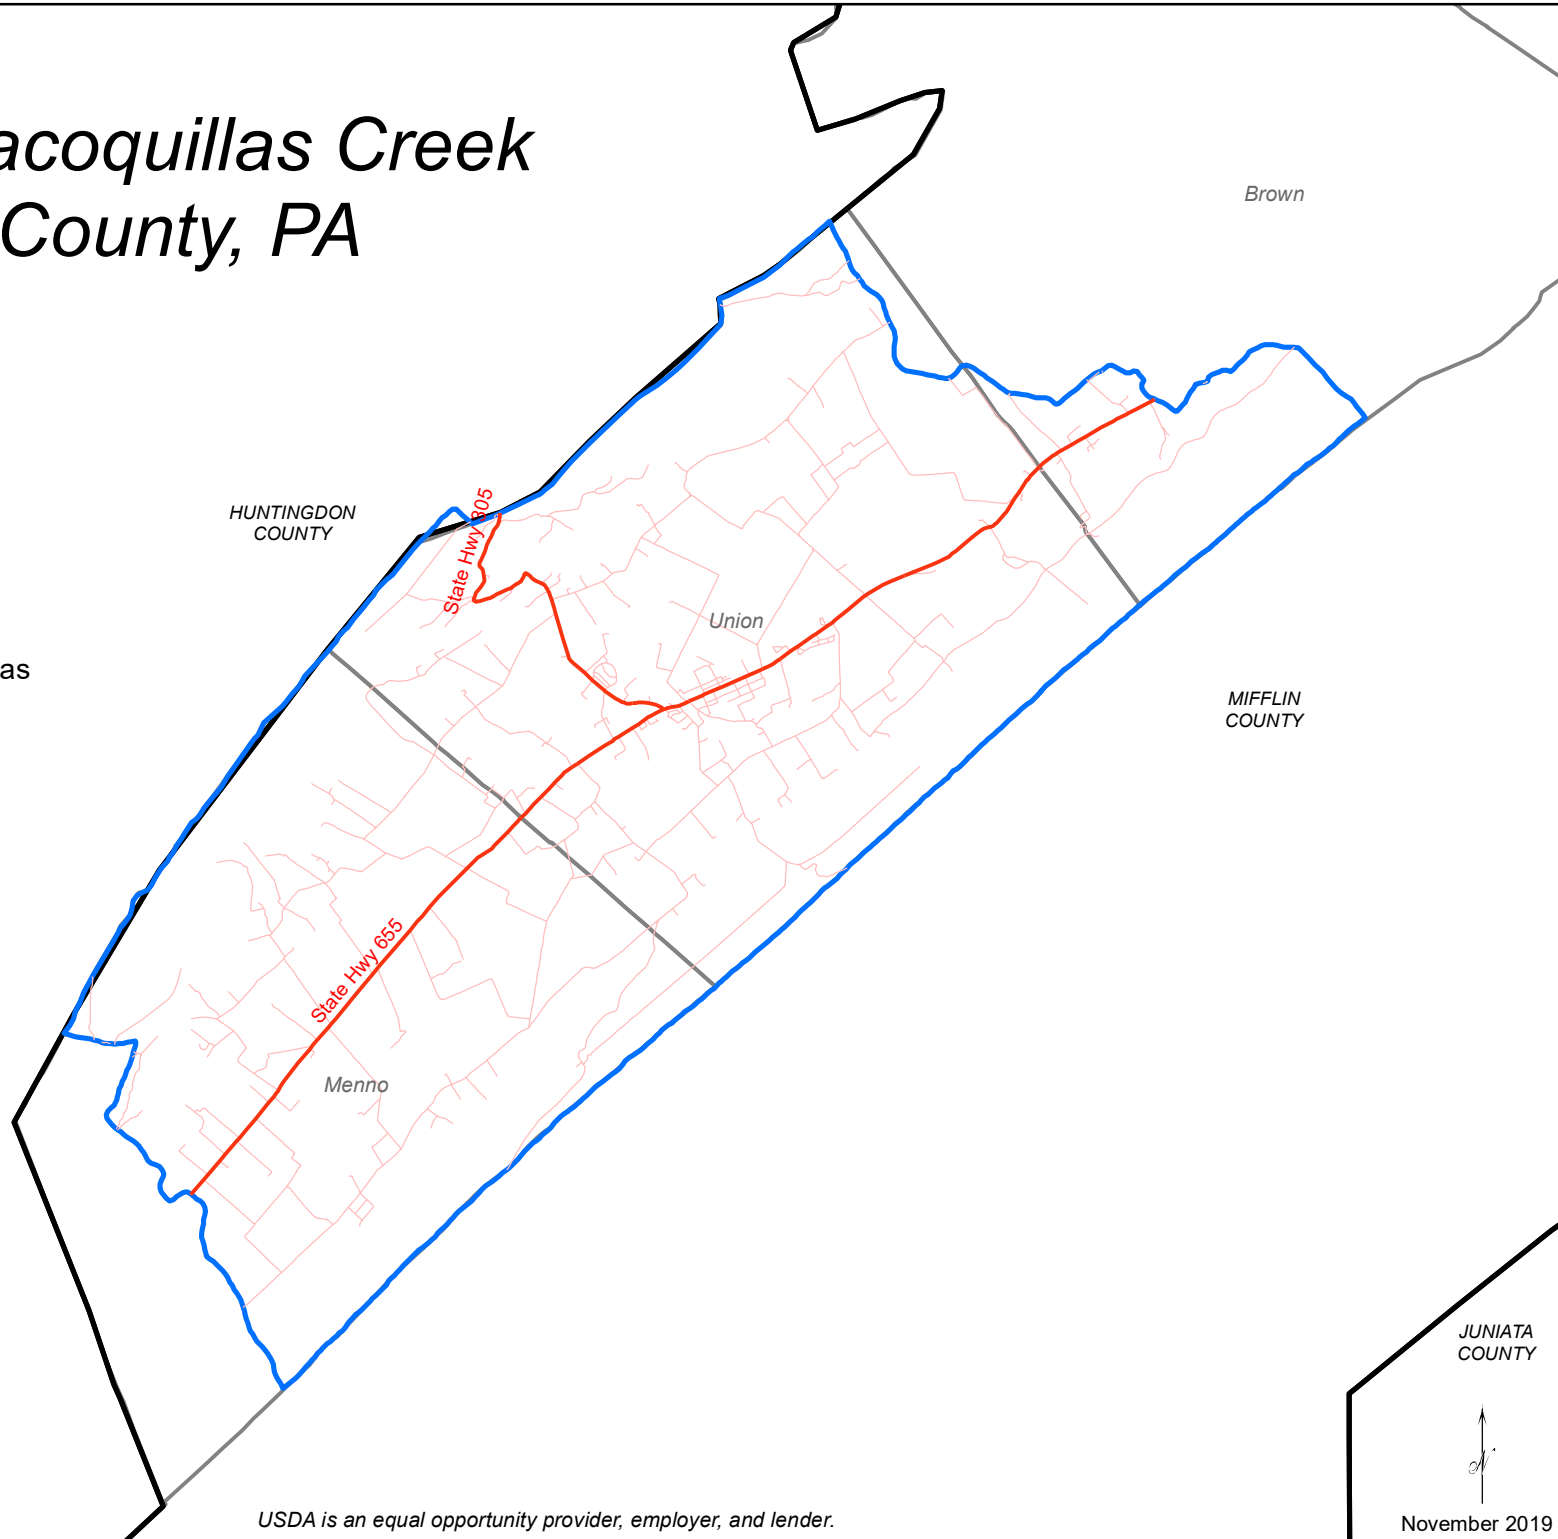 acoquillas Creek
County, PA
Brown
HUNTINGDON
COUNTY
State Hwy 305
Union
as
MIFFLIN
COUNTY
State Hwy 655
Menno
JUNIATA
COUNTY
N
USDA is an equal opportunity provider, employer, and lender.
November 2019